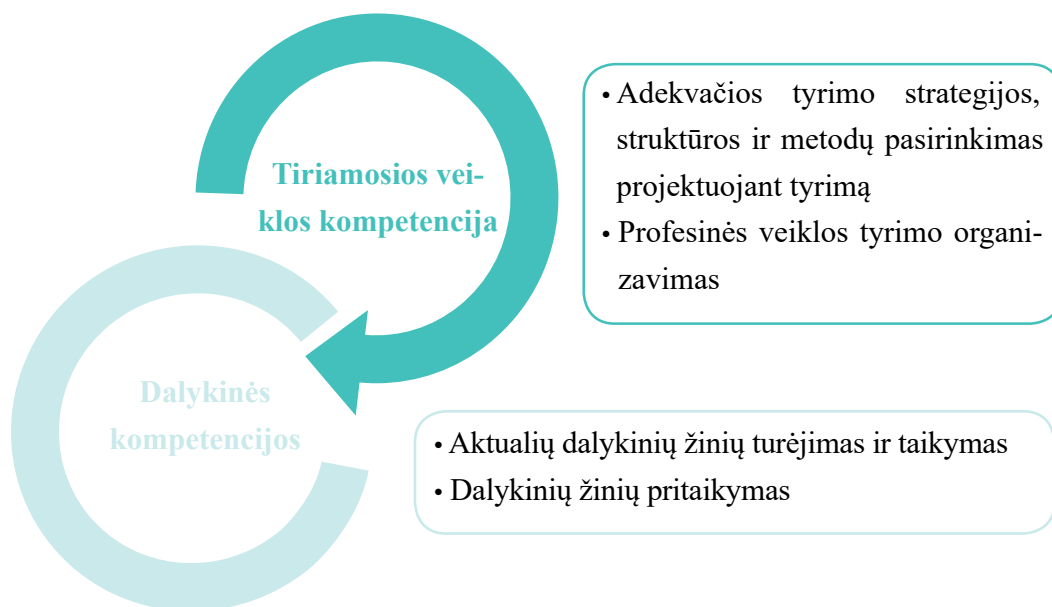 Tiriamosios vei-
klos kompetencija
• Adekvačios tyrimo strategijos,
struktūros ir metodų pasirinkimas
projektuojant tyrimą
• Profesinės veiklos tyrimo organi-
zavimas
Dalykinės
kompetencijos
• Aktualių dalykinių žinių turėjimas ir taikymas
• Dalykinių žinių pritaikymas